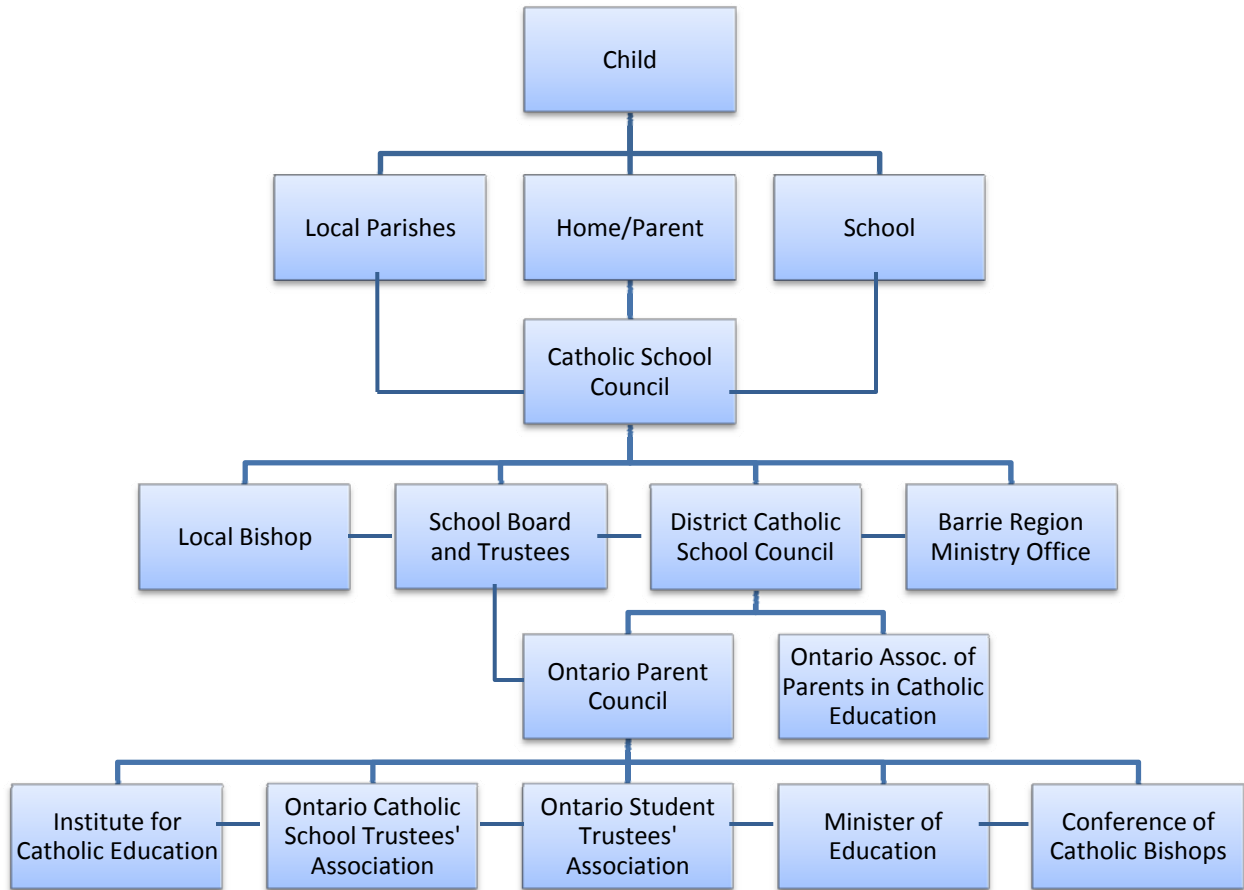 Child
Local Parishes
Home/Parent
School
Catholic School
Council
Local Bishop
School Board
and Trustees
District Catholic
School Council
Barrie Region
Ministry Office
Ontario Parent
Council
Ontario Assoc. of
Parents in Catholic
Education
Institute for
Catholic Education
Ontario Catholic
School Trustees'
Association
Ontario Student
Trustees'
Association
Minister of
Education
Conference of
Catholic Bishops